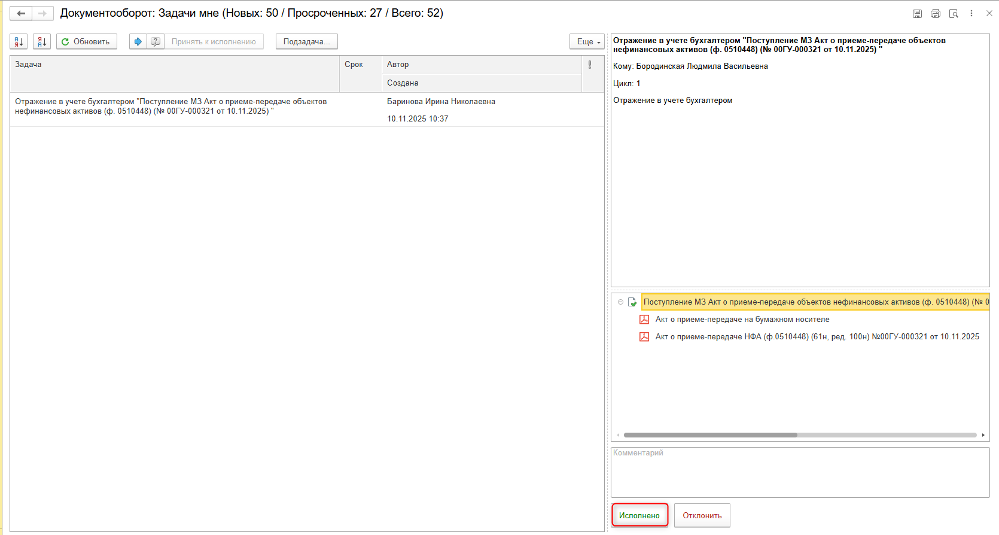 Документооборот: Задачи мне (Новых: 50 / Просроченных: 27 / Всего: 52)
Обновить
Принять к исполнению
Подзадача...
Еще
Задача
Срок
Автор
Создана
Отражение в учете бухгалтером "Поступление МЗ Акт о приеме-передаче объектов
нефинансовых активов (ф. 0510448) (№ 00ГУ-000321 от 10.11.2025) "
Баринова Ирина Николаевна
10.11.2025 10:37
Отражение в учете бухгалтером "Поступление МЗ Акт о приеме-передаче объектов
нефинансовых активов (ф. 0510448) (№ 00ГУ-000321 от 10.11.2025) "
Кому: Бородинская Людмила Васильевна
Цикл: 1
Отражение в учете бухгалтером
Поступление МЗ Акт о приеме-передаче объектов нефинансовых активов (ф. 0510448) (№ 0
Акт о приеме-передаче на бумажном носителе
Акт о приеме-передаче НФА (ф.0510448) (61н, ред. 100н) №00ГУ-000321 от 10.11.2025
Комментарий
Исполнено
Отклонить